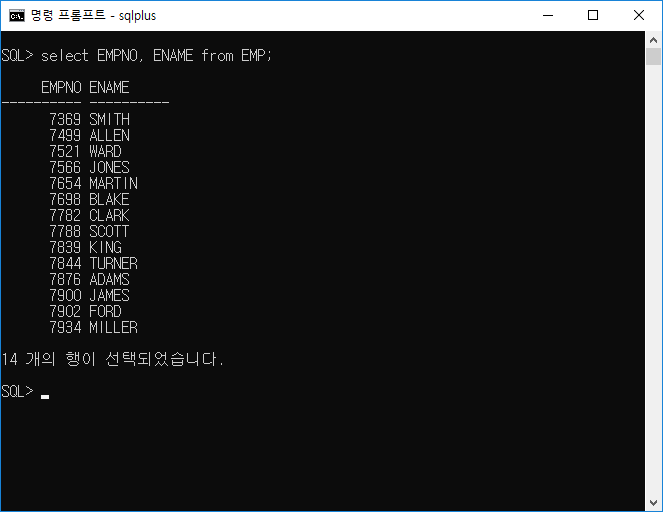 명령 프롬프트 - sqlplus
SQL> select EMPNO, ENAME from EMP;
EMPNO ENAME
---------- ----------
7369 SMITH
7499 ALLEN
7521 WARD
7566 JONES
7654 MARTIN
7698 BLAKE
7782 CLARK
7788 SCOTT
7839 KING
7844 TURNER
7876 ADAMS
7900 JAMES
7902 FORD
7934 MILLER
14 개의 행이 선택되었습니다.
SQL>